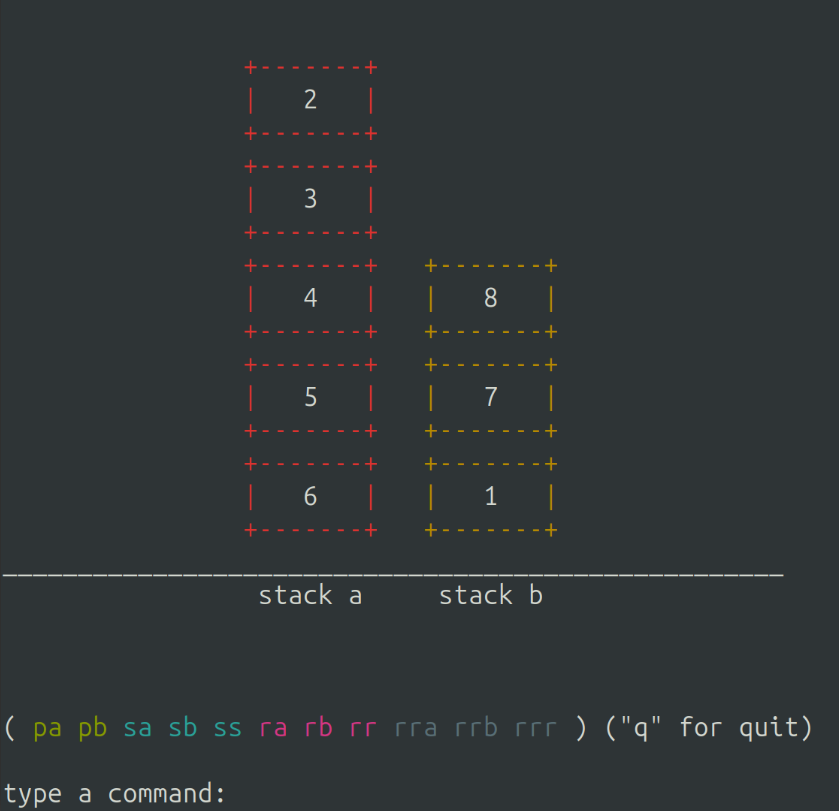 2
3
4 8
5 7
6 1
stack a stack b
( pa pb sa sb ss ra rb rr rra rrb rrr ) ("q" for quit)
type a command: